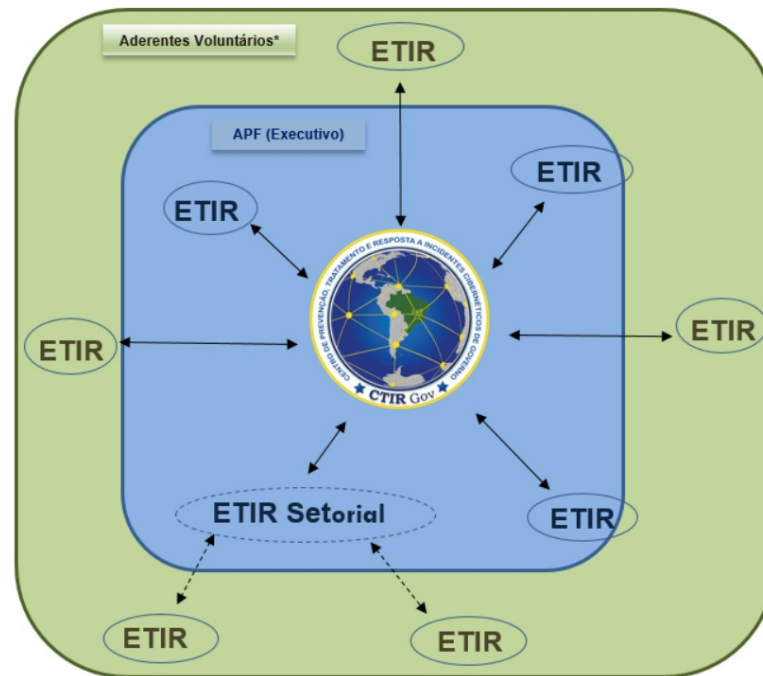 Aderentes Voluntários*
ETIR
APF (Executivo)
ETIR
ETIR
CENTRO DE PREVENÇÃO, TRATAMENTO E RESPOSTA A INCIDENTES CIBERNÉTICOS DE GOVERNO
CTIR Gov
ETIR
ETIR
ETIR Setorial
ETIR
ETIR
ETIR